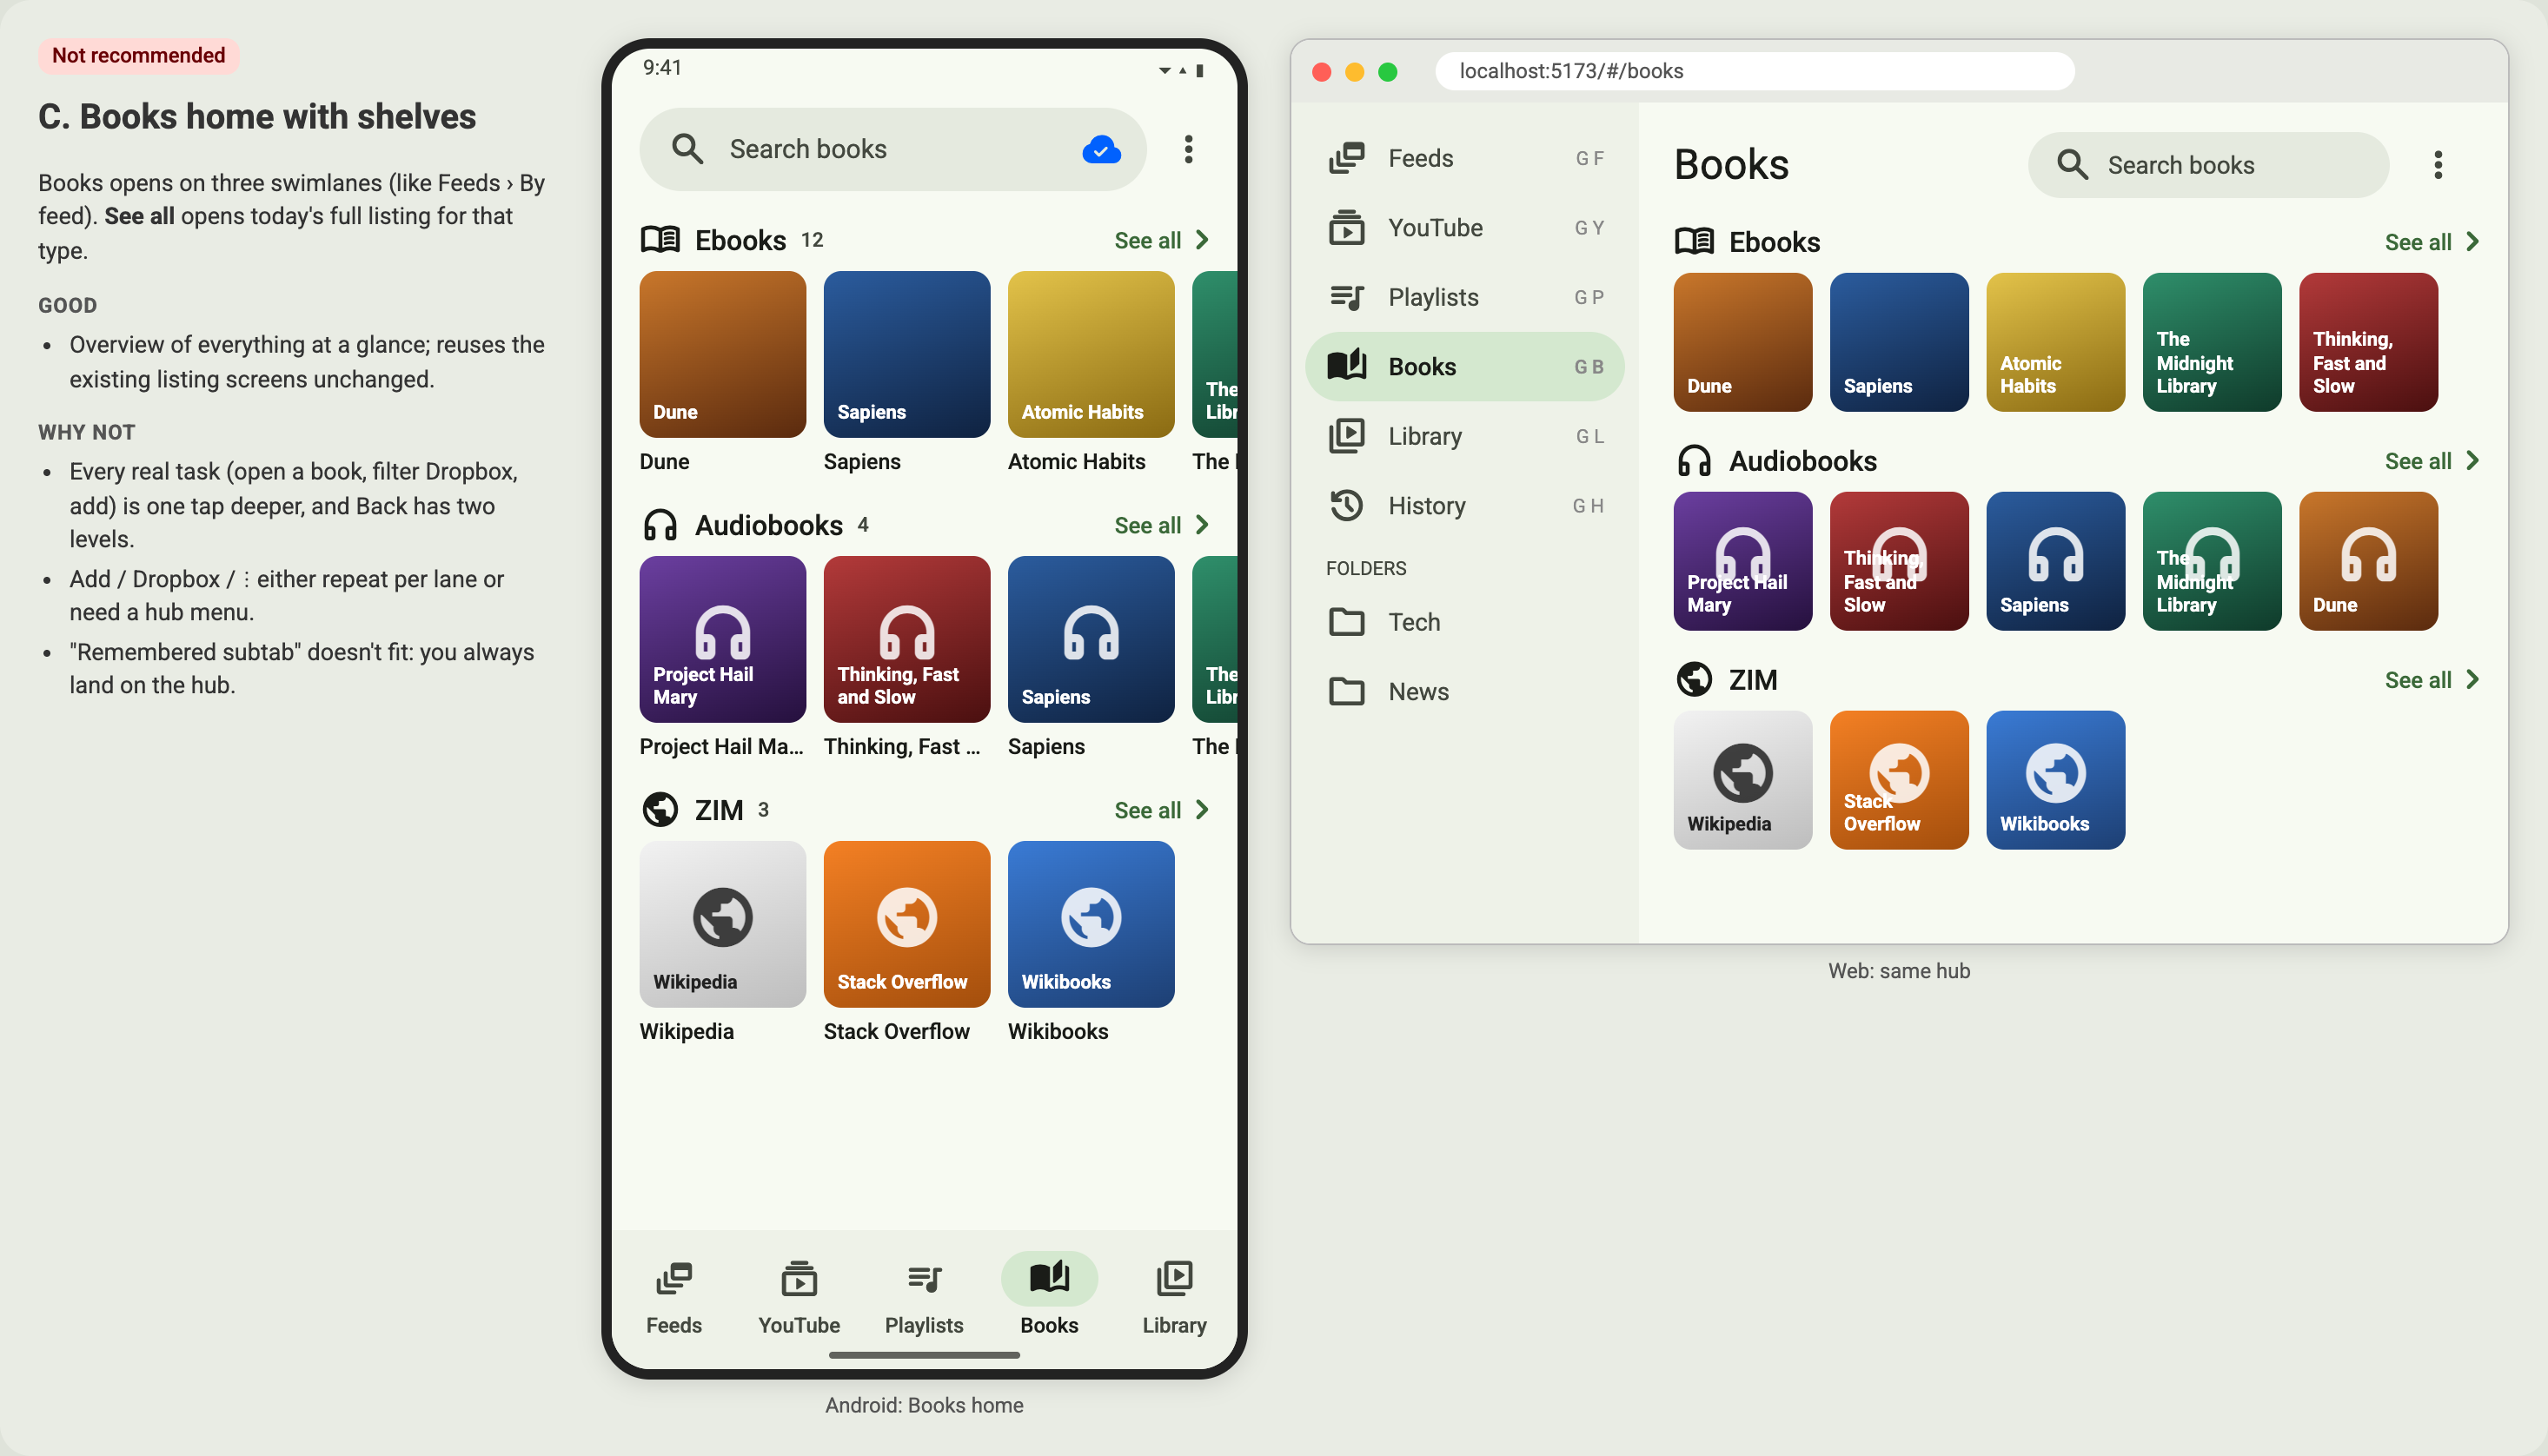 Not recommended
C. Books home with shelves
Books opens on three swimlanes (like Feeds › By
feed). See all opens today's full listing for that
type.
GOOD
• Overview of everything at a glance; reuses the
existing listing screens unchanged.
WHY NOT
• Every real task (open a book, filter Dropbox,
add) is one tap deeper, and Back has two
levels.
• Add / Dropbox / ⋮ either repeat per lane or
need a hub menu.
• "Remembered subtab" doesn't fit: you always
land on the hub.
9:41
Search books
Ebooks 12 See all
Dune
Sapiens
Atomic Habits
The
Libr
Dune
Sapiens
Atomic Habits
The
Audiobooks 4 See all
Project Hail
Mary
Thinking, Fast
and Slow
Sapiens
The
Libr
Project Hail Ma...
Thinking, Fast ...
Sapiens
The
ZIM 3 See all
Wikipedia
Stack Overflow
Wikibooks
Wikipedia
Stack Overflow
Wikibooks
Feeds
YouTube
Playlists
Books
Library
Android: Books home
localhost:5173/#/books
Feeds G F
YouTube G Y
Playlists G P
Books G B
Library G L
History G H
FOLDERS
Tech
News
Books
Search books
Ebooks See all
Dune
Sapiens
Atomic
Habits
The
Midnight
Library
Thinking,
Fast and
Slow
Audiobooks See all
Project Hail
Mary
Thinking,
Fast and
Slow
Sapiens
The
Midnight
Library
Dune
ZIM See all
Wikipedia
Stack
Overflow
Wikibooks
Web: same hub